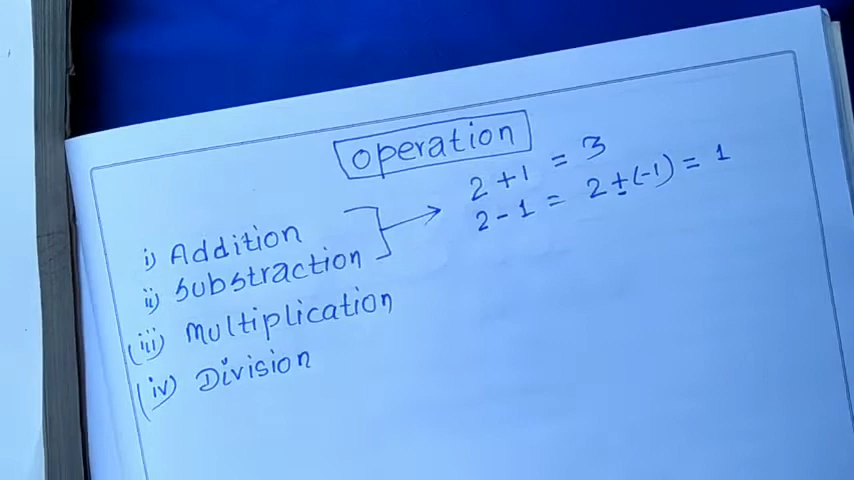 operation
i) Addition
ii) Substraction
(iii) Multiplication
(iv) Division
2 + 1 = 3
2 - 1 = 2 ± (-1) = 1